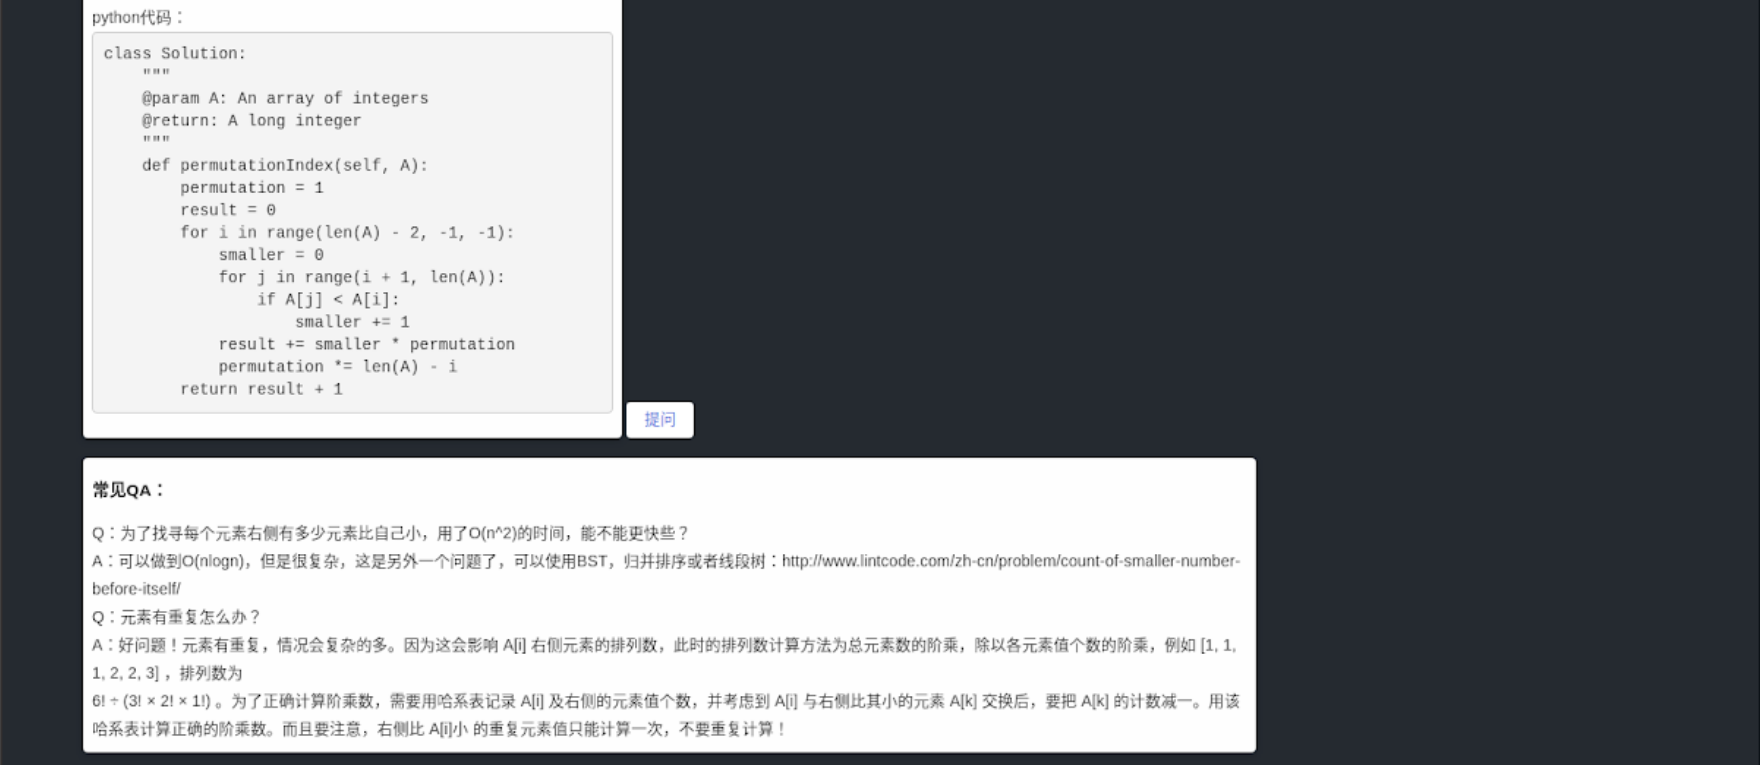 python代码：
class Solution:
    """
    @param A: An array of integers
    @return: A long integer
    """
    def permutationIndex(self, A):
        permutation = 1
        result = 0
        for i in range(len(A) - 2, -1, -1):
            smaller = 0
            for j in range(i + 1, len(A)):
                if A[j] < A[i]:
                    smaller += 1
            result += smaller * permutation
            permutation *= len(A) - i
        return result + 1
提问
常见QA：
Q：为了找寻每个元素右侧有多少元素比自己小，用了O(n^2)的时间，能不能更快些？
A：可以做到O(nlogn)，但是很复杂，这是另外一个问题了，可以使用BST，归并排序或者线段树：http://www.lintcode.com/zh-cn/problem/count-of-smaller-number-
before-itself/
Q：元素有重复怎么办？
A：好问题！元素有重复，情况会复杂的多。因为这会影响 A[i] 右侧元素的排列数，此时的排列数计算方法为总元素数的阶乘，除以各元素值个数的阶乘，例如 [1, 1,
1, 2, 2, 3] ，排列数为
6! ÷ (3! × 2! × 1!) 。为了正确计算阶乘数，需要用哈系表记录 A[i] 及右侧的元素值个数，并考虑到 A[i] 与右侧比其小的元素 A[k] 交换后，要把 A[k] 的计数减一。用该
哈系表计算正确的阶乘数。而且要注意，右侧比 A[i]小 的重复元素值只能计算一次，不要重复计算！